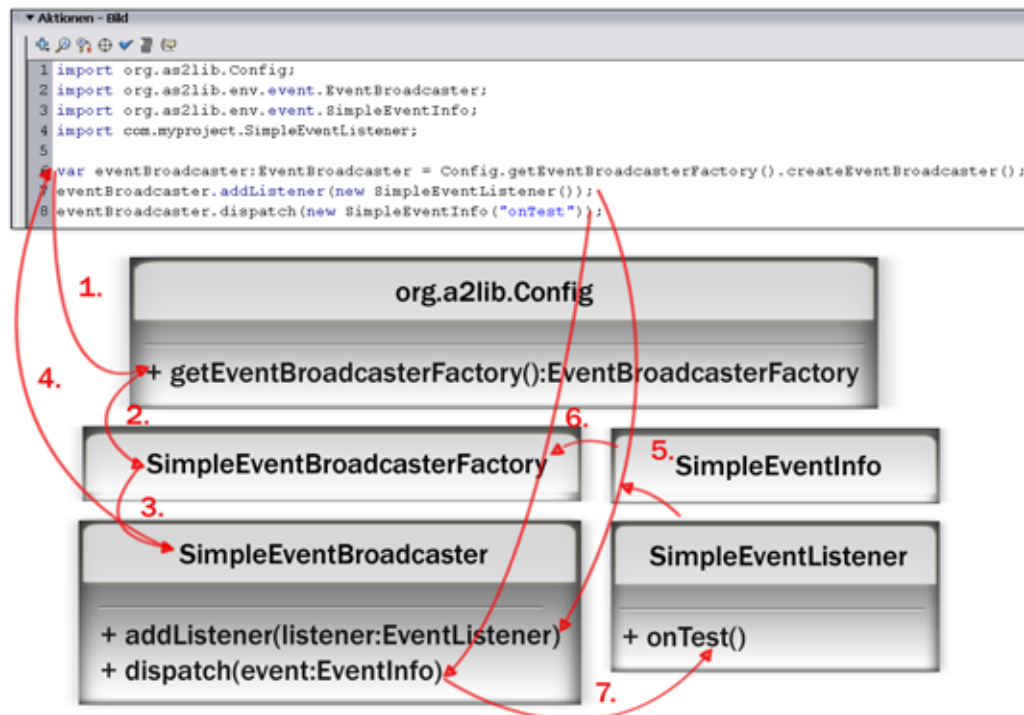 ▼ Aktionen - Bild
1 import org.as2lib.Config;
2 import org.as2lib.env.event.EventBroadcaster;
3 import org.as2lib.env.event.SimpleEventInfo;
4 import com.myproject.SimpleEventListener;
5
6 var eventBroadcaster:EventBroadcaster = Config.getEventBroadcasterFactory().createEventBroadcaster();
7 eventBroadcaster.addListener(new SimpleEventListener());
8 eventBroadcaster.dispatch(new SimpleEventInfo("onTest"));
1.
org.a2lib.Config
+ getEventBroadcasterFactory():EventBroadcasterFactory
4.
2.
6.
SimpleEventBroadcasterFactory
5.
SimpleEventInfo
3.
SimpleEventBroadcaster
+ addListener(listener:EventListener)
+ dispatch(event:EventInfo)
SimpleEventListener
+ onTest()
7.